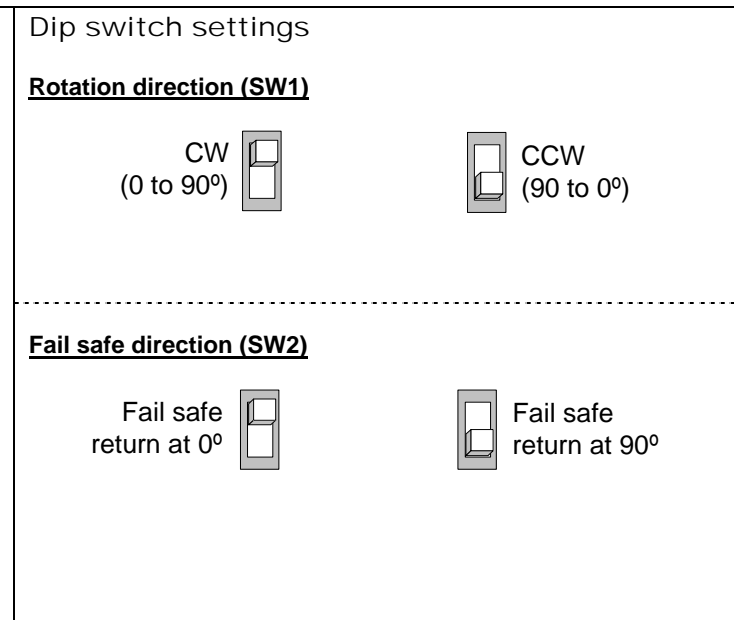 Dip switch settings
Rotation direction (SW1)
CW
(0 to 90º)
CCW
(90 to 0º)
Fail safe direction (SW2)
Fail safe
return at 0º
Fail safe
return at 90º